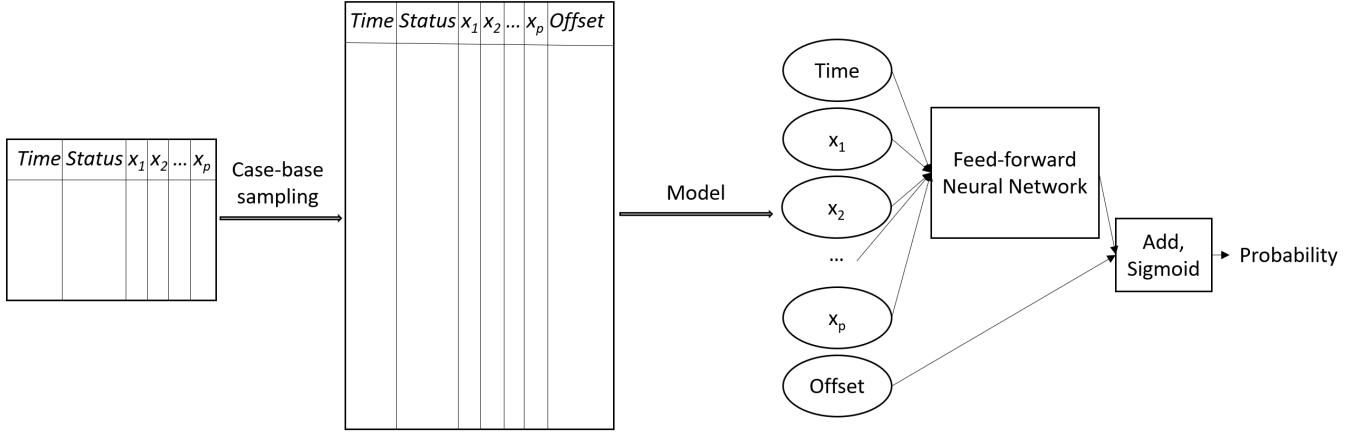 Time Status x1 x2 ... xp
Case-base
sampling
Time Status x1 x2 ... xp Offset
Model
Time
x1
x2
...
xp
Offset
Feed-forward
Neural Network
Add,
Sigmoid
Probability